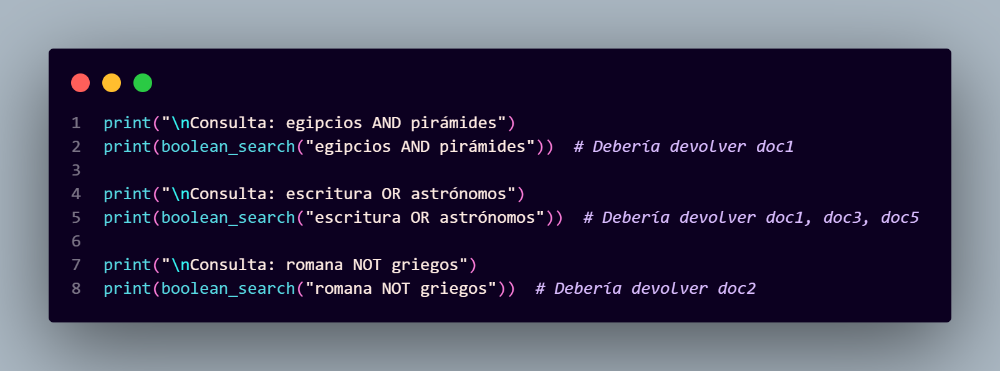 1 print("\nConsulta: egipcios AND pirámides")
2 print(boolean_search("egipcios AND pirámides"))  # Debería devolver doc1
3
4 print("\nConsulta: escritura OR astrónomos")
5 print(boolean_search("escritura OR astrónomos"))  # Debería devolver doc1, doc3, doc5
6
7 print("\nConsulta: romana NOT griegos")
8 print(boolean_search("romana NOT griegos"))  # Debería devolver doc2